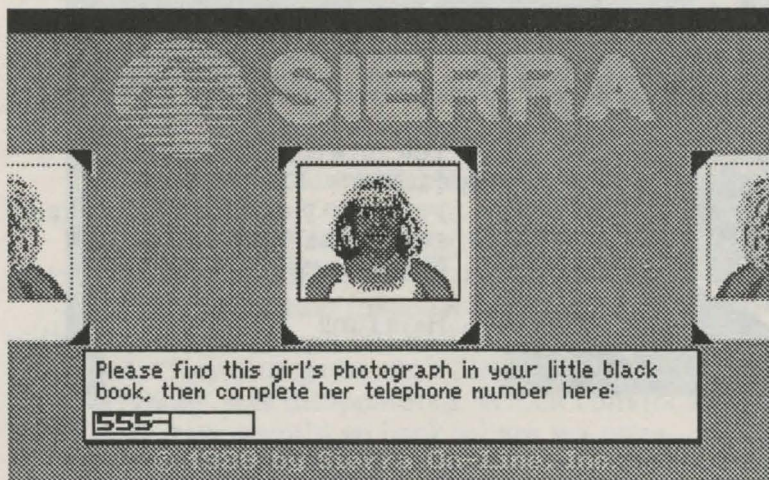 SIERRA
Please find this girl's photograph in your little black
book, then complete her telephone number here:
555-
© 1988 by Sierra On-Line, Inc.